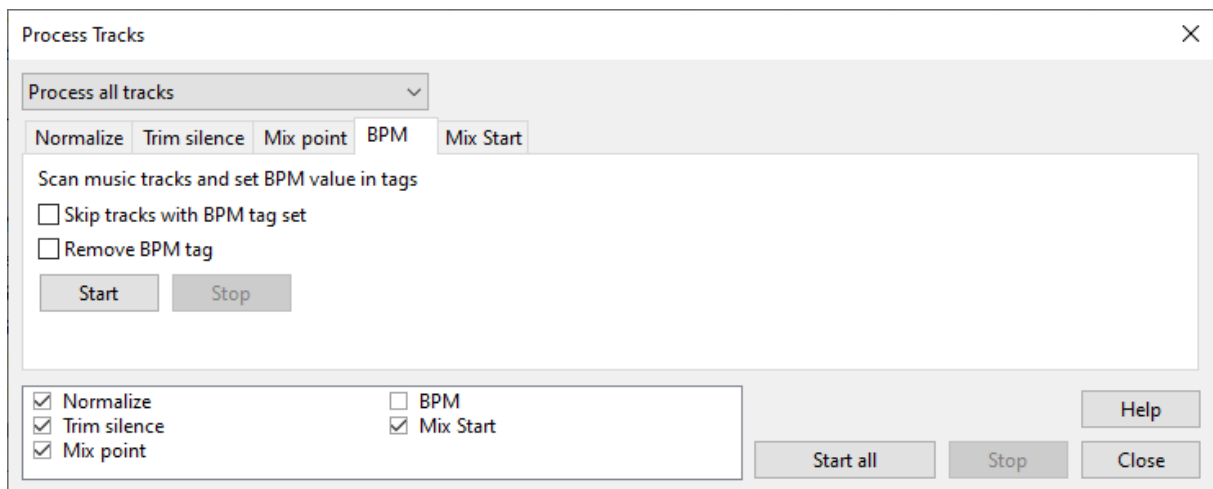 Process Tracks
Process all tracks
Normalize Trim silence Mix point BPM Mix Start
Scan music tracks and set BPM value in tags
Skip tracks with BPM tag set
Remove BPM tag
Start Stop
Normalize BPM
Trim silence Mix Start
Mix point
Help
Start all Stop Close